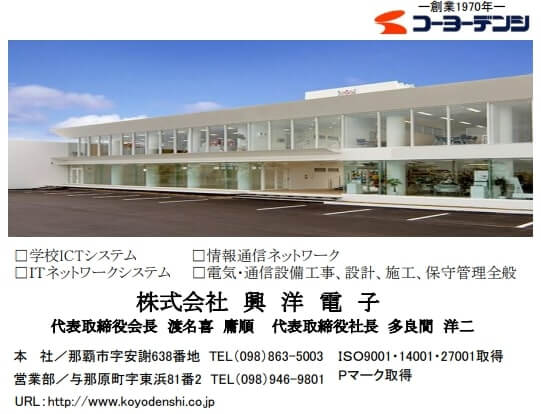 ―創業1970年―
コーヨーデンシ
□学校ICTシステム □情報通信ネットワーク
□ITネットワークシステム □電気・通信設備工事、設計、施工、保守管理全般
株式会社 興 洋 電 子
代表取締役会長 渡名喜 庸順 代表取締役社長 多良間 洋二
本 社/那覇市字安謝638番地 TEL(098)863-5003 ISO9001・14001・27001取得
営業部/与那原町字東浜81番2 TEL(098)946-9801 Pマーク取得
URL:http://www.koyodenshi.co.jp